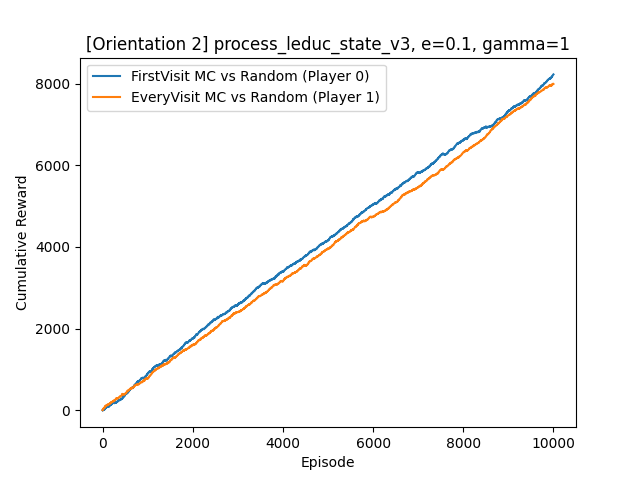 [Orientation 2] process_leduc_state_v3, e=0.1, gamma=1
FirstVisit MC vs Random (Player 0)
EveryVisit MC vs Random (Player 1)
8000
6000
4000
2000
0
Cumulative Reward
0 2000 4000 6000 8000 10000
Episode